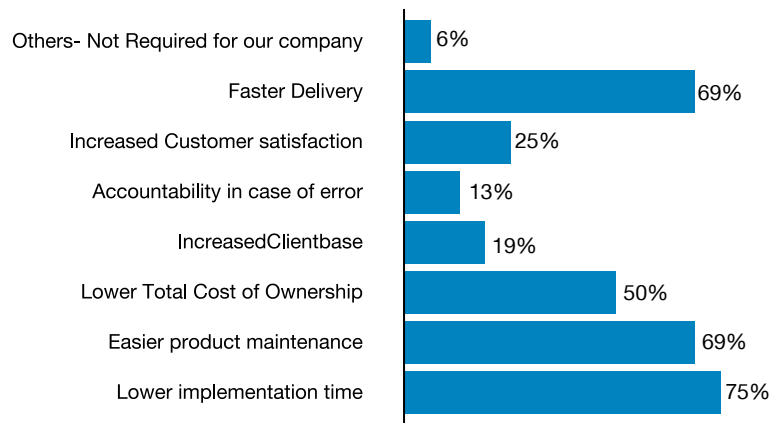 Others- Not Required for our company 6%
Faster Delivery 69%
Increased Customer satisfaction 25%
Accountability in case of error 13%
IncreasedClientbase 19%
Lower Total Cost of Ownership 50%
Easier product maintenance 69%
Lower implementation time 75%